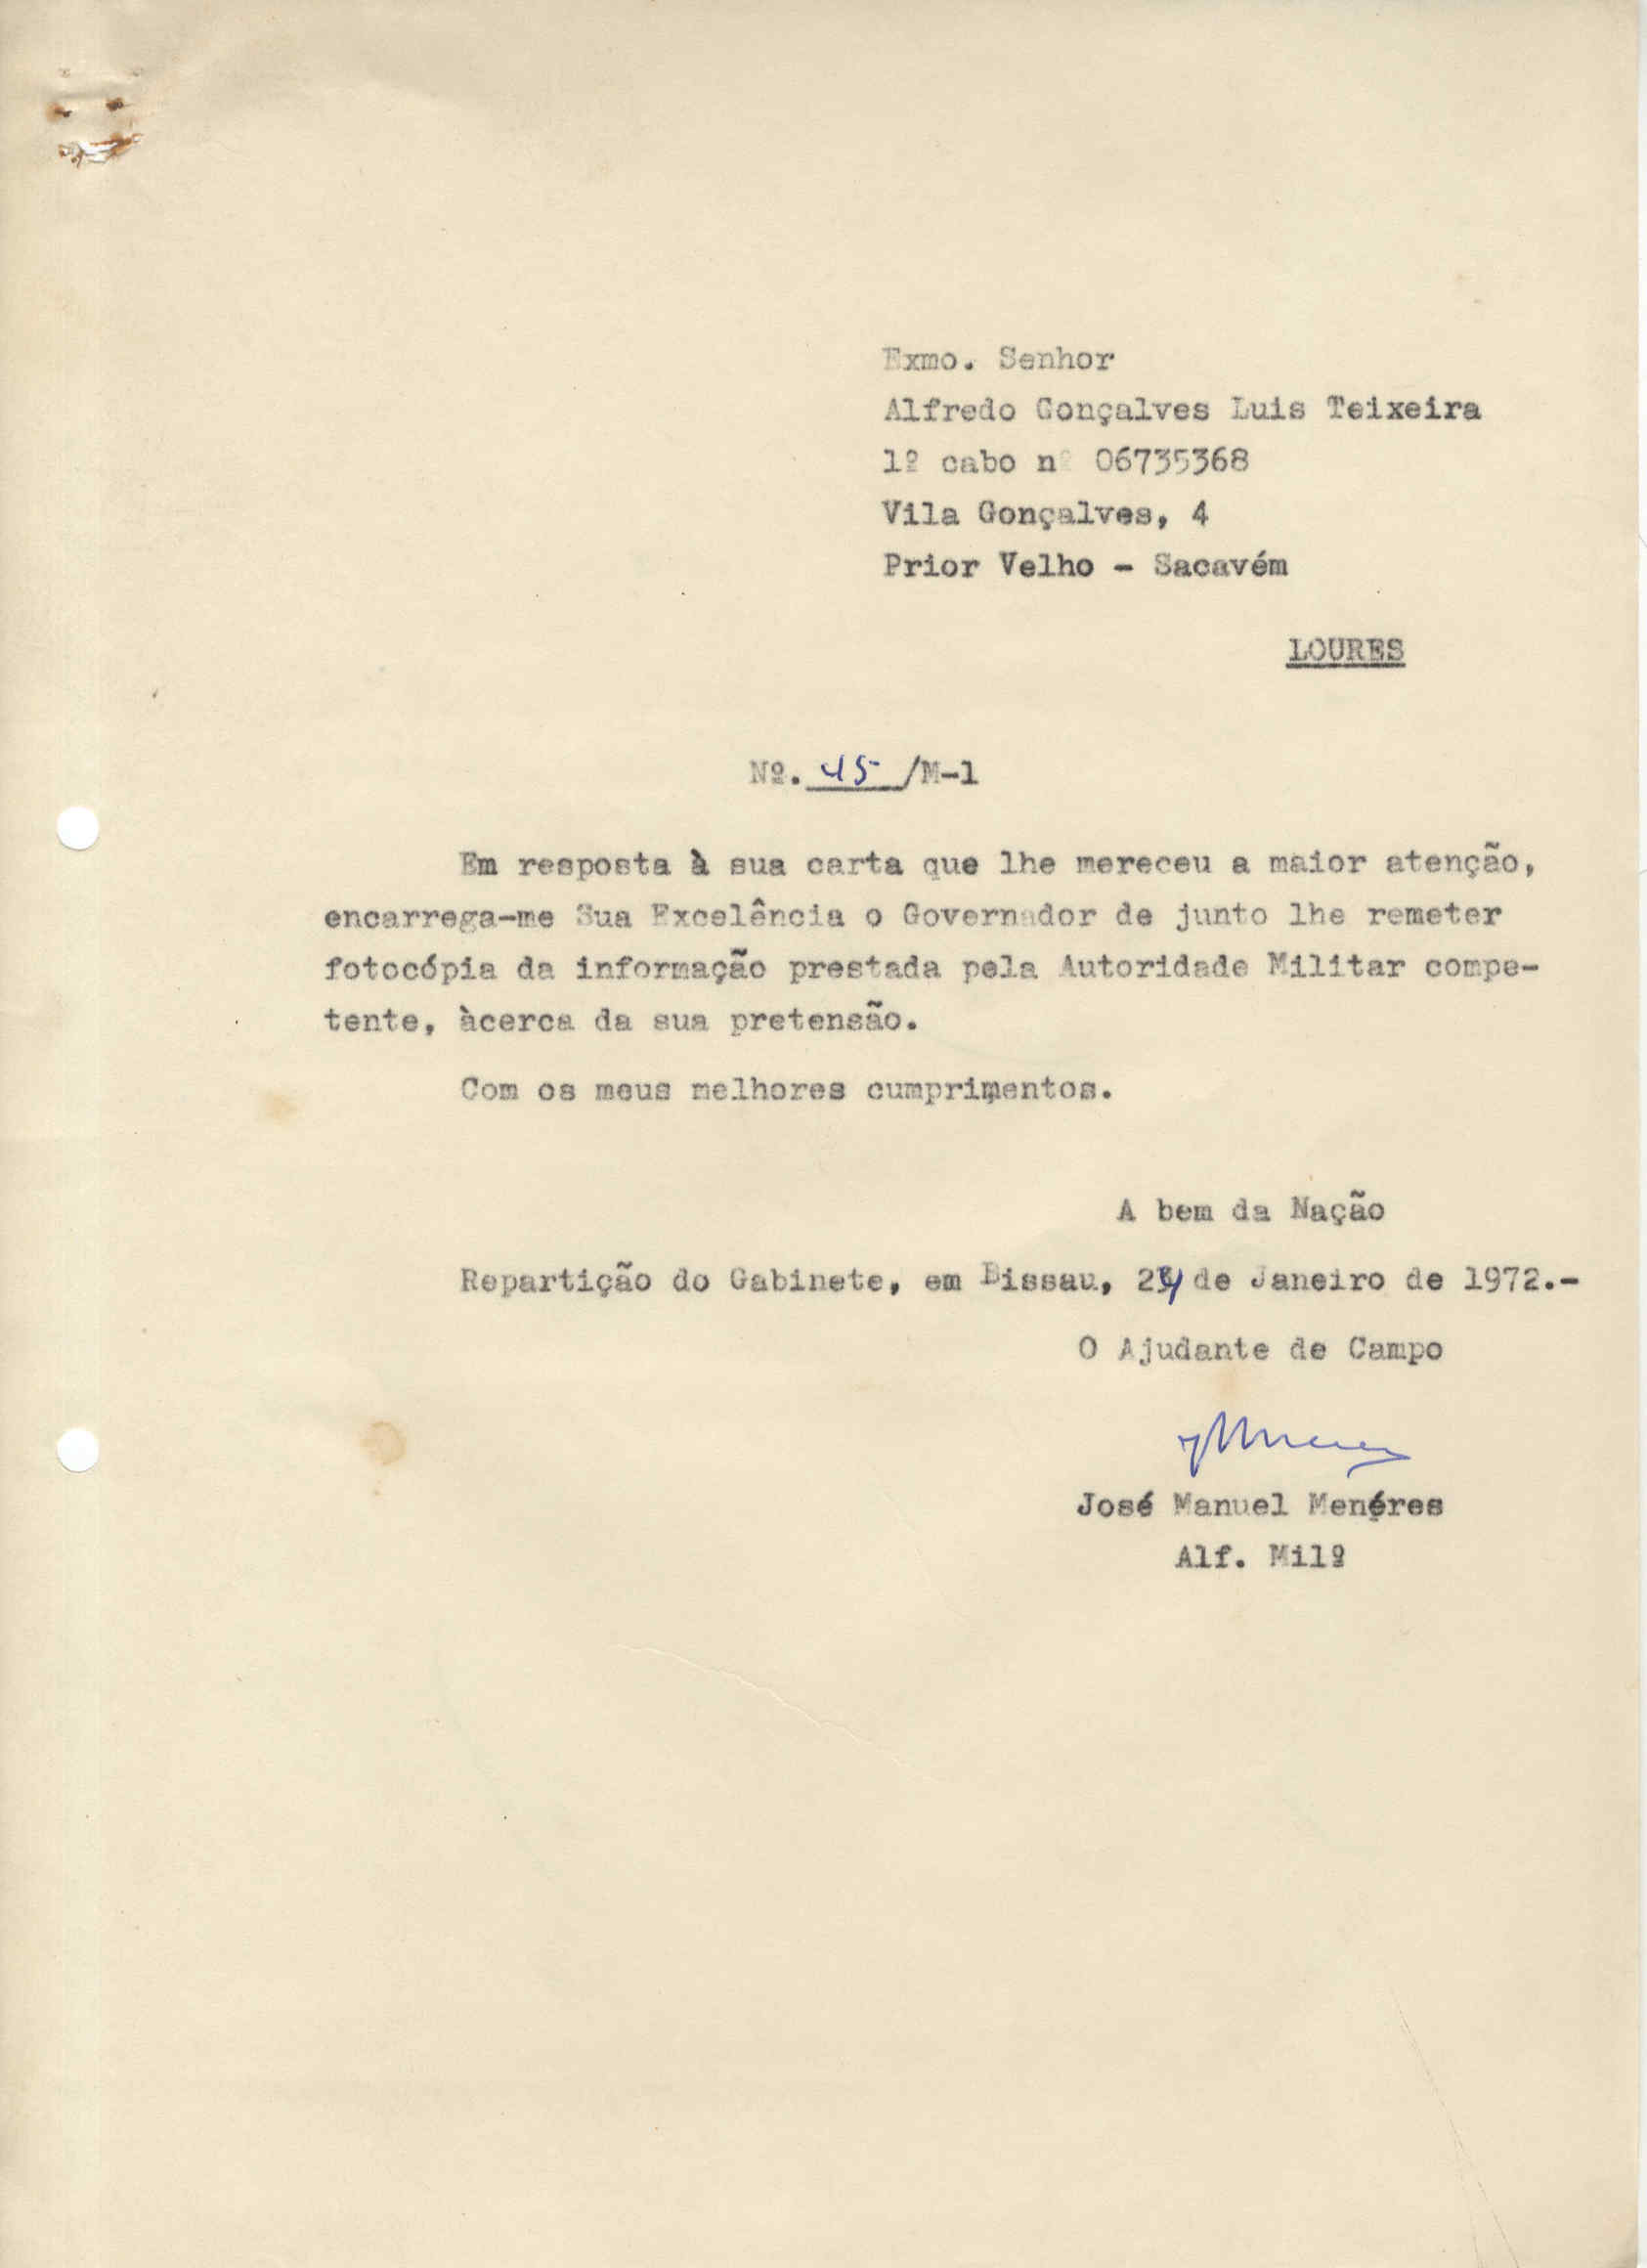 Exmo. Senhor
Alfredo Gonçalves Luis Teixeira
1º cabo nº 06735368
Vila Gonçalves, 4
Prior Velho - Sacavém
LOURES
Nº. 45 /M-1
Em resposta à sua carta que lhe mereceu a maior atenção,
encarrega-me Sua Excelência o Governador de junto lhe remeter
fotocópia da informação prestada pela Autoridade Militar compe-
tente, àcerca da sua pretensão.
Com os meus melhores cumprimentos.
A bem da Nação
Repartição do Gabinete, em Bissau, 24 de Janeiro de 1972.-
O Ajudante de Campo
José Manuel Menéres
Alf. Milº